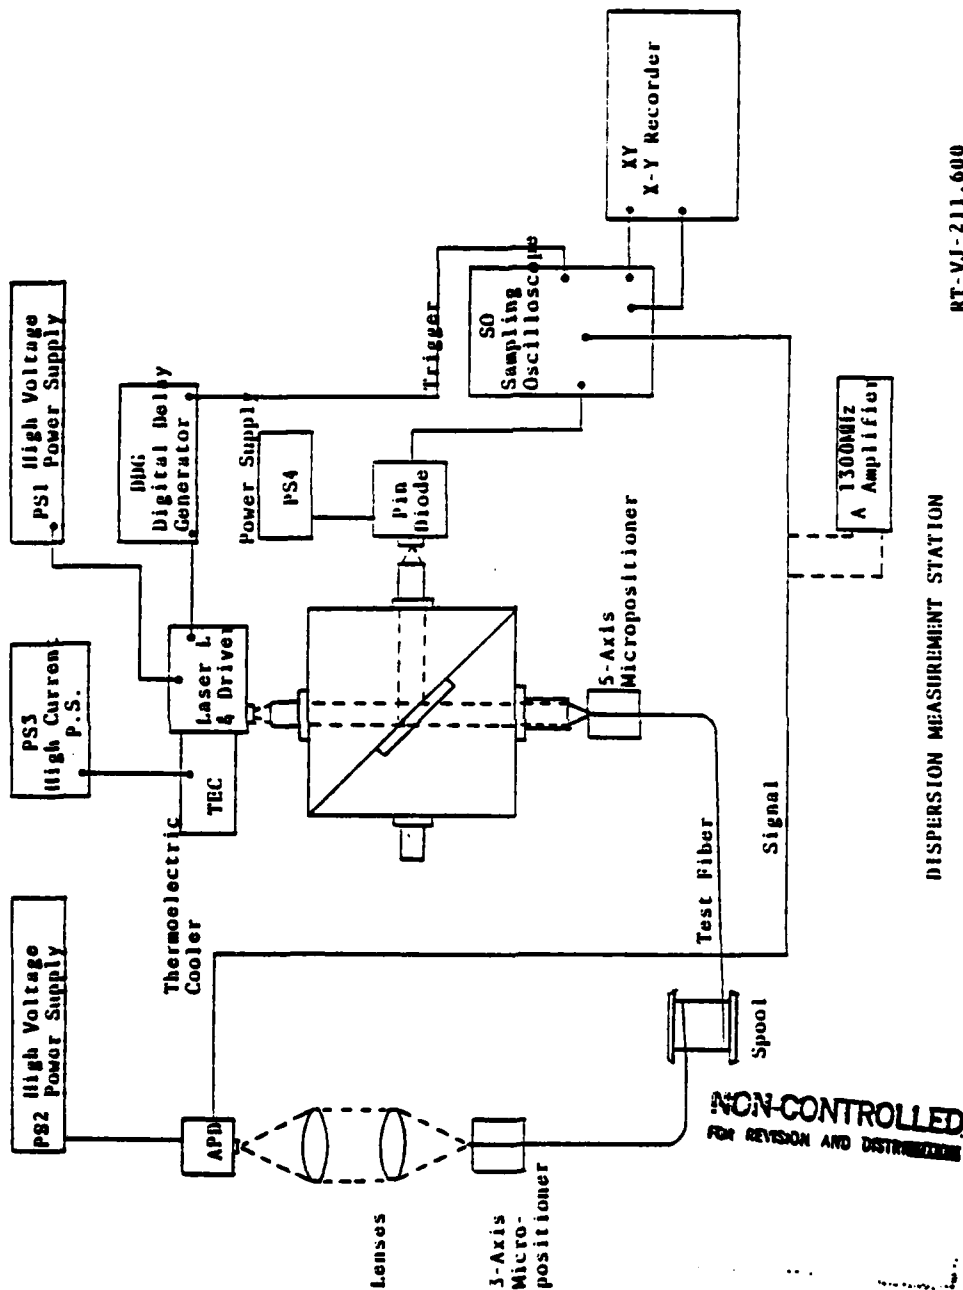 PS2 High Voltage
Power Supply
PS3
High Current
P.S.
PS1 High Voltage
Power Supply
APD
Thermoelectric
Cooler
TEC
Laser L
& Driver
DDG
Digital Delay
Generator
Power Supply
PS4
Pin
Diode
Trigger
SO
Sampling
Oscilloscope
XY
X-Y Recorder
Lenses
3-Axis
Micro-
positioner
5-Axis
Micropositioner
Spool
Test Fiber
Signal
A 1300MHz
Amplifier
DISPERSION MEASUREMENT STATION
RT-VJ-211,600
NON-CONTROLLED
FOR REVISION AND DISTRIBUTION